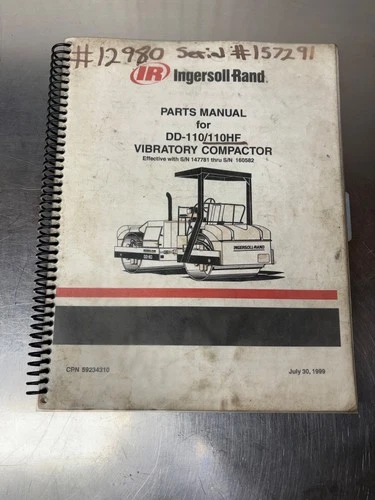 #12980 Serial #157291
IR Ingersoll-Rand®
PARTS MANUAL
for
DD-110/110HF
VIBRATORY COMPACTOR
Effective with S/N 147781 thru S/N 160582
INGERSOLL-RAND
CPN 59234310
July 30, 1999